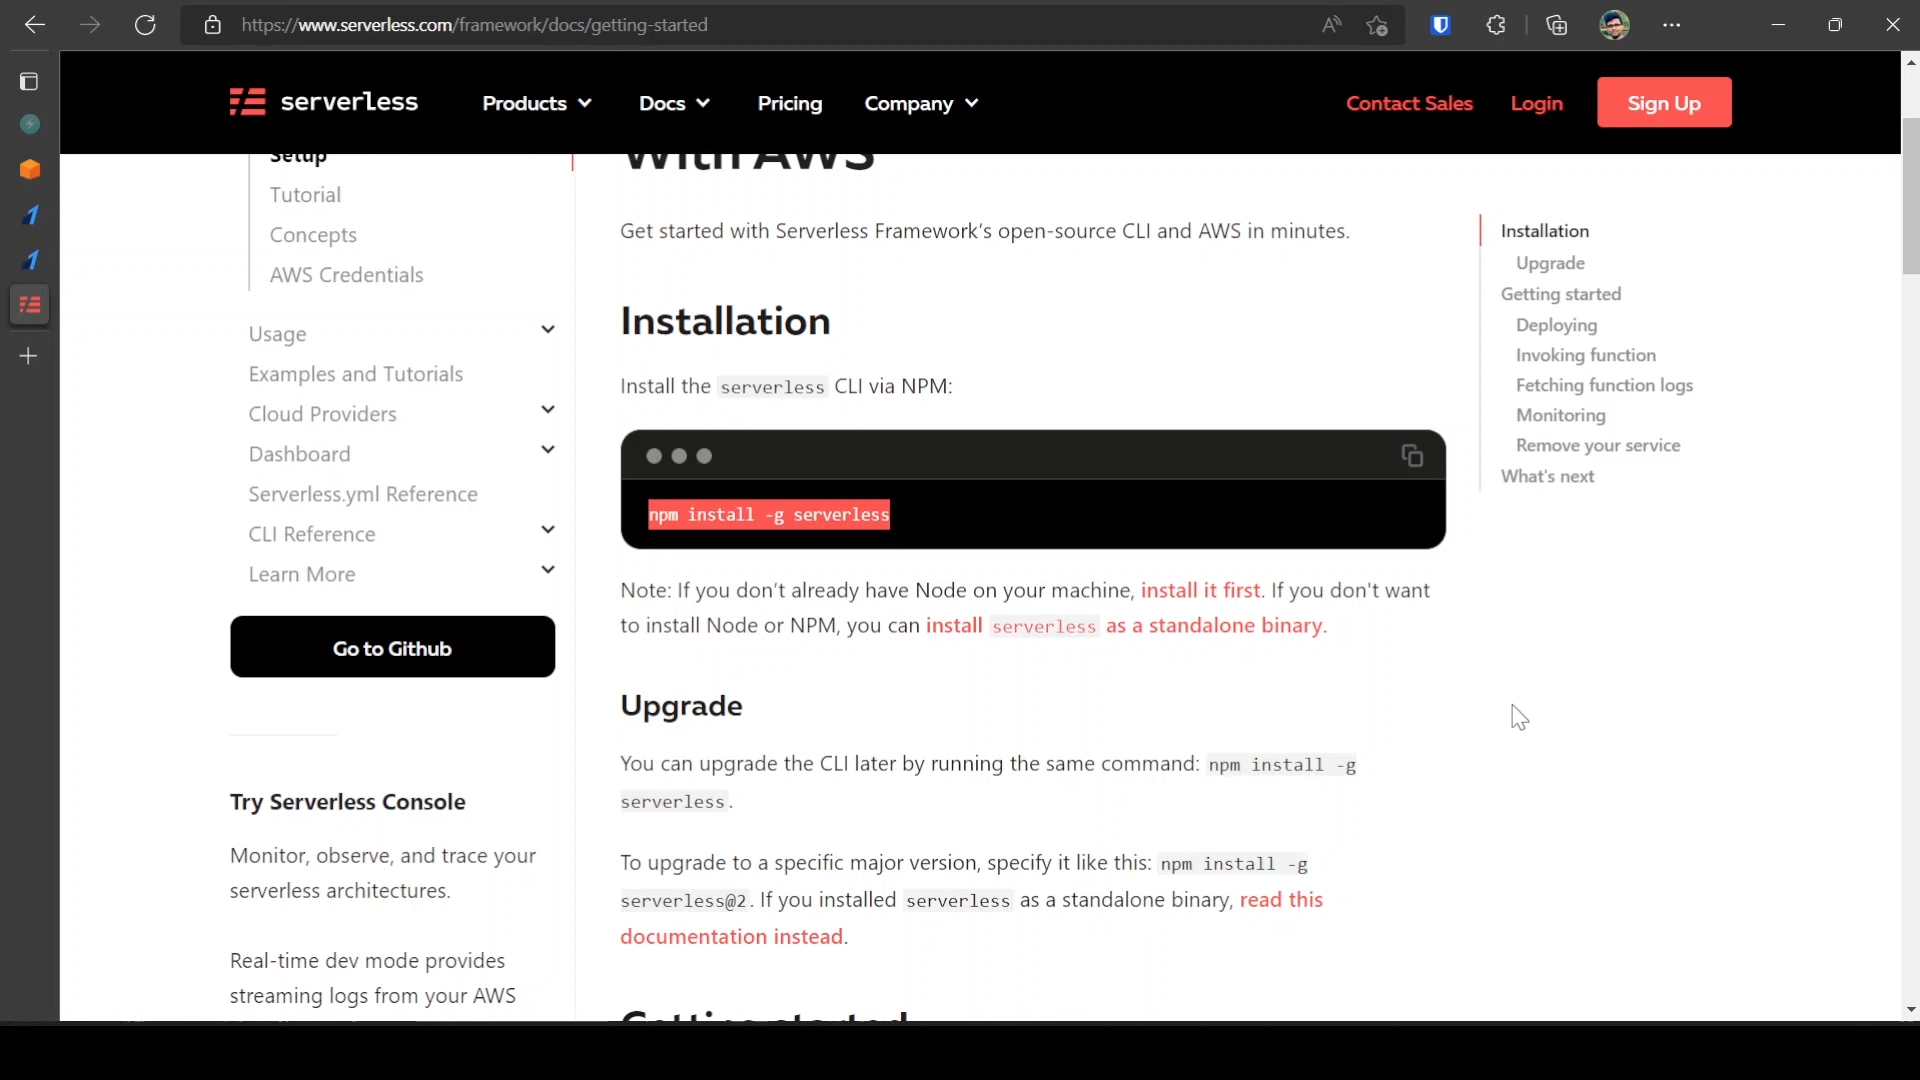 https://www.serverless.com/framework/docs/getting-started
serverless
Products
Docs
Pricing
Company
Contact Sales
Login
Sign Up
Setup
Tutorial
Concepts
AWS Credentials
Usage
Examples and Tutorials
Cloud Providers
Dashboard
Serverless.yml Reference
CLI Reference
Learn More
Go to Github
Try Serverless Console
Monitor, observe, and trace your
serverless architectures.
Real-time dev mode provides
streaming logs from your AWS
With AWS
Get started with Serverless Framework's open-source CLI and AWS in minutes.
Installation
Install the serverless CLI via NPM:
npm install -g serverless
Note: If you don't already have Node on your machine, install it first. If you don't want
to install Node or NPM, you can install serverless as a standalone binary.
Upgrade
You can upgrade the CLI later by running the same command: npm install -g
serverless.
To upgrade to a specific major version, specify it like this: npm install -g
serverless@2. If you installed serverless as a standalone binary, read this
documentation instead.
Getting started
Installation
Upgrade
Getting started
Deploying
Invoking function
Fetching function logs
Monitoring
Remove your service
What's next